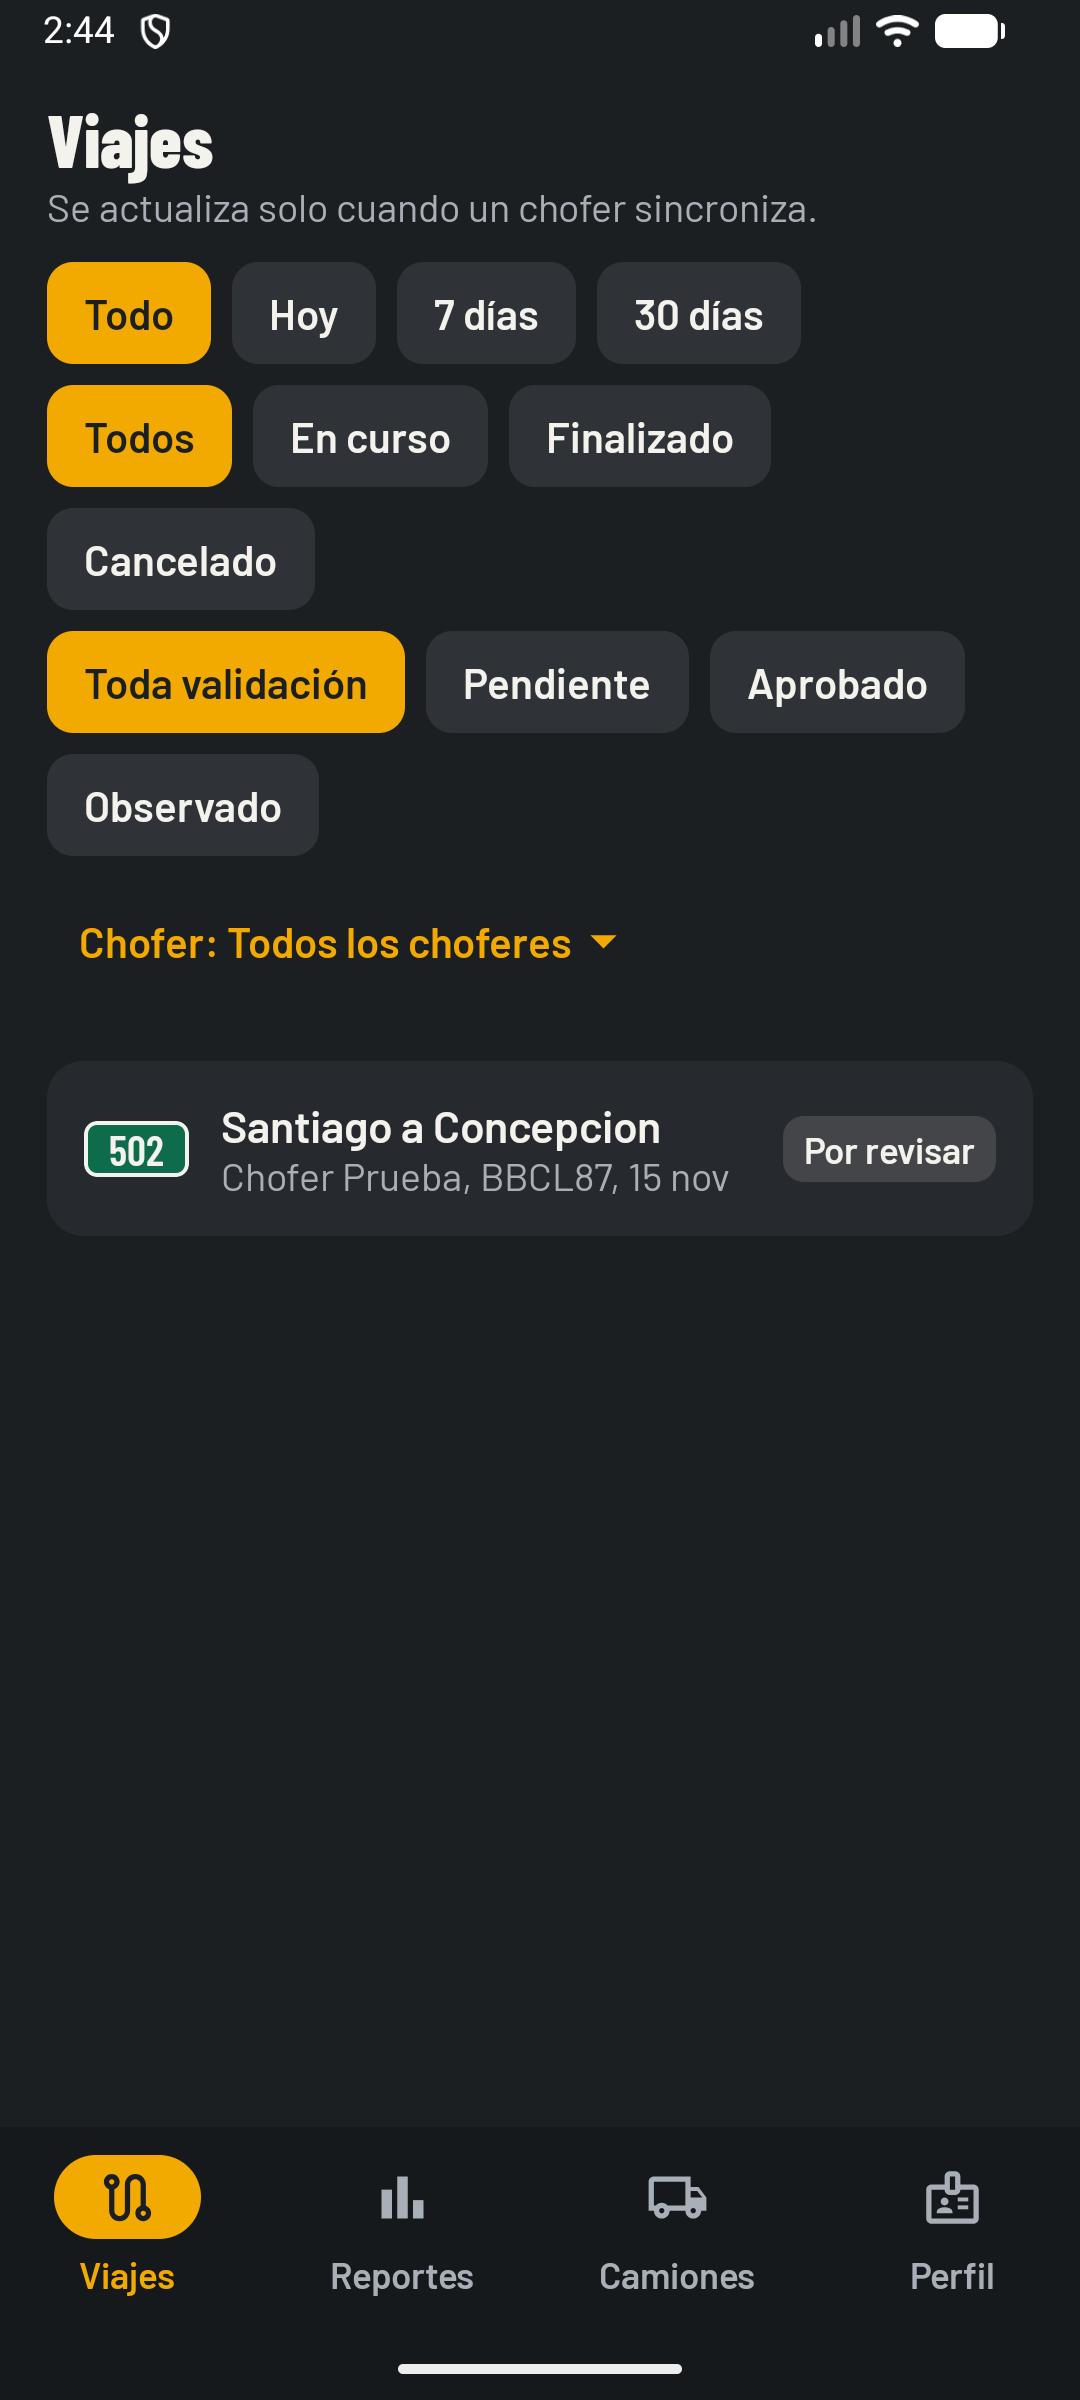 2:44
Viajes
Se actualiza solo cuando un chofer sincroniza.
Todo Hoy 7 días 30 días
Todos En curso Finalizado
Cancelado
Toda validación Pendiente Aprobado
Observado
Chofer: Todos los choferes
502 Santiago a Concepcion Por revisar
Chofer Prueba, BBCL87, 15 nov
Viajes Reportes Camiones Perfil